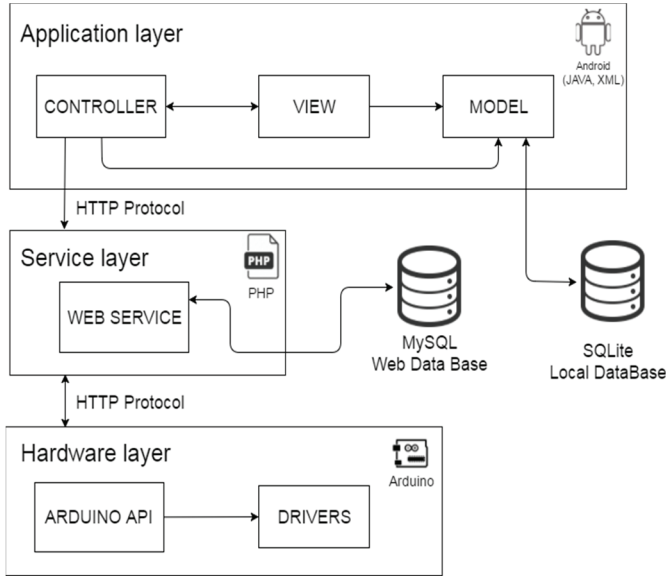 Application layer
Android
(JAVA, XML)
CONTROLLER
VIEW
MODEL
HTTP Protocol
Service layer
PHP
PHP
WEB SERVICE
MySQL
Web Data Base
SQLite
Local DataBase
HTTP Protocol
Hardware layer
Arduino
ARDUINO API
DRIVERS